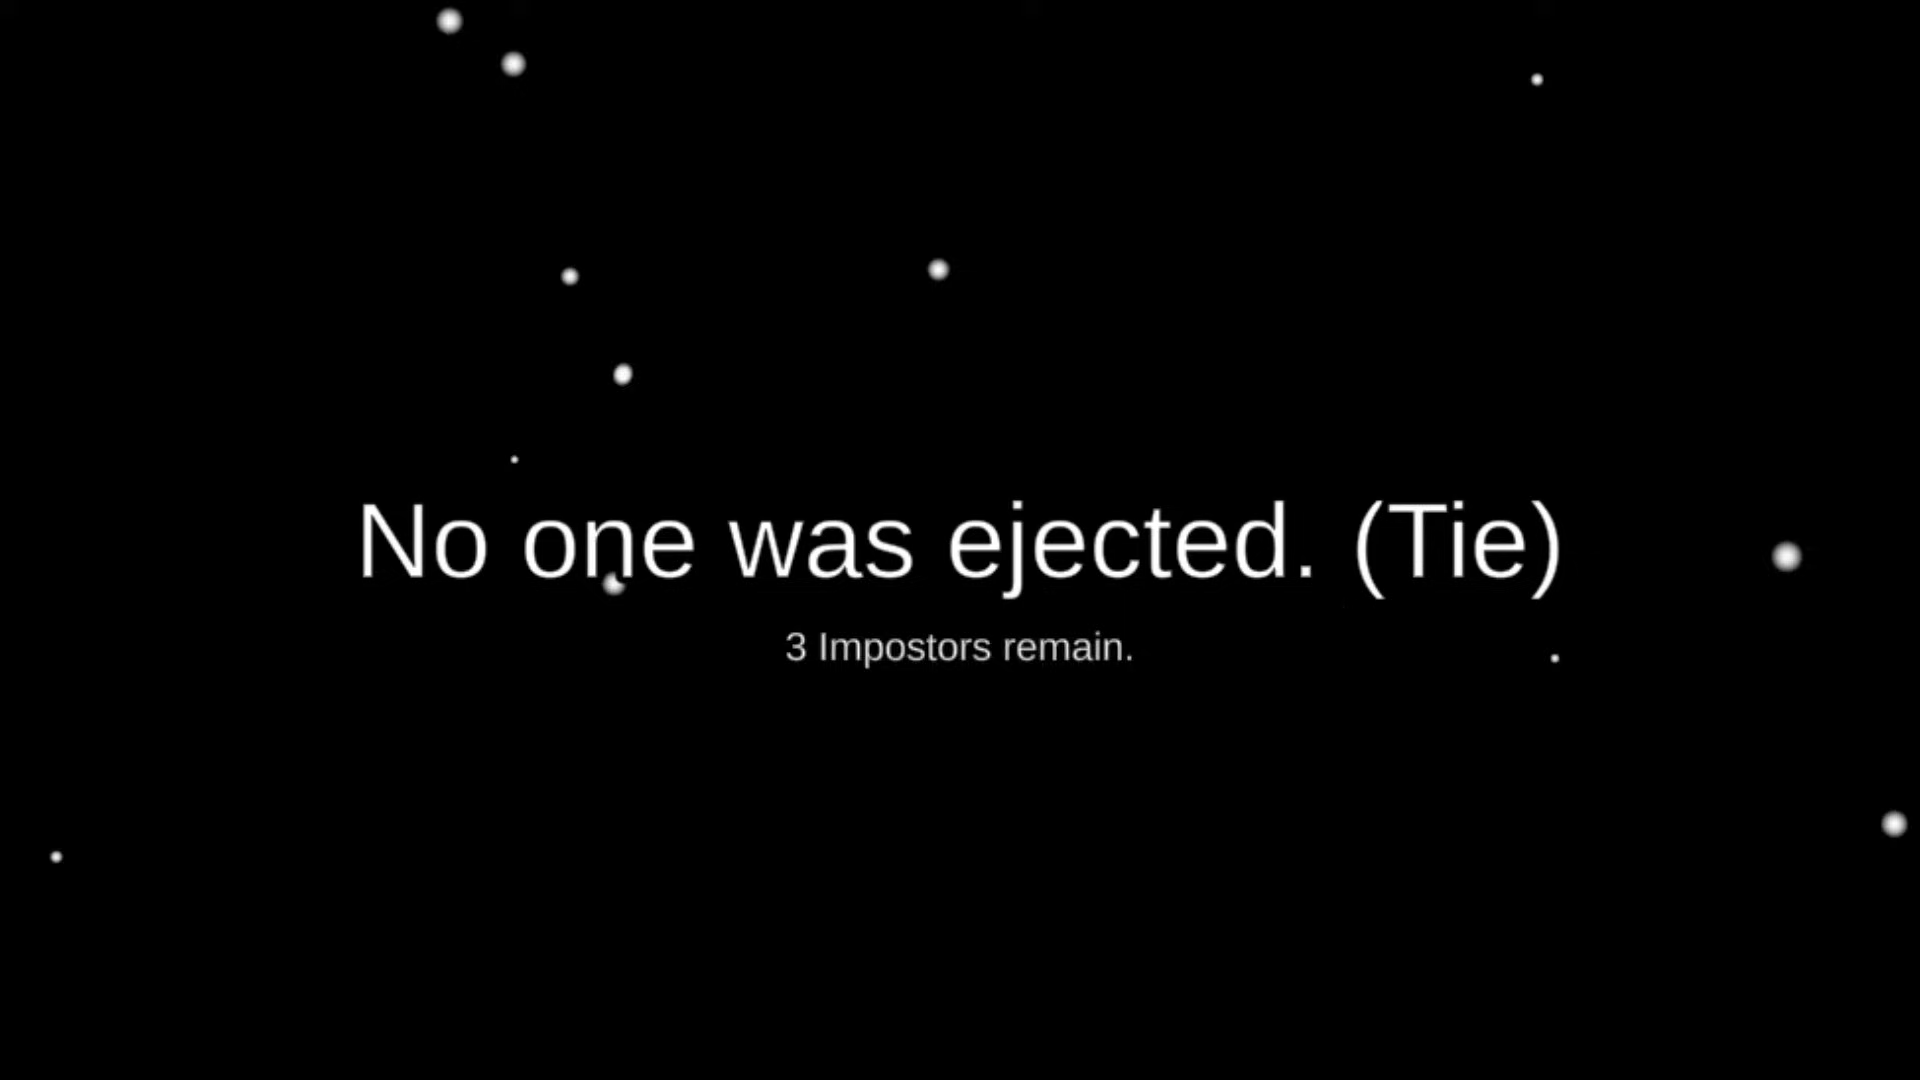 No one was ejected. (Tie)
3 Impostors remain.